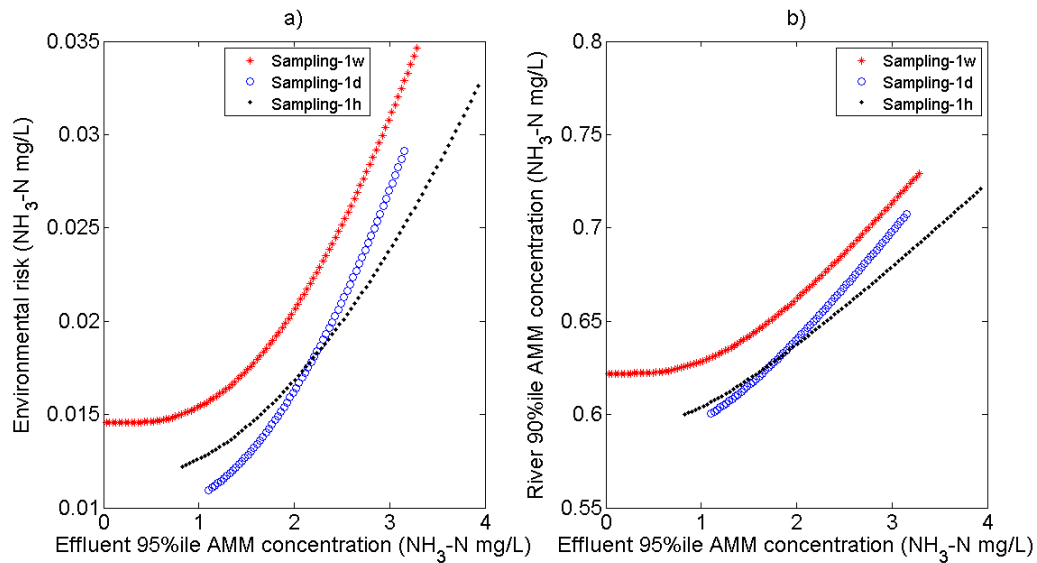 a)
Environmental risk (NH3-N mg/L)
0.035
0.03
0.025
0.02
0.015
0.01
Sampling-1w
Sampling-1d
Sampling-1h
0 1 2 3 4
Effluent 95%ile AMM concentration (NH3-N mg/L)
b)
River 90%ile AMM concentration (NH3-N mg/L)
0.8
0.75
0.7
0.65
0.6
0.55
Sampling-1w
Sampling-1d
Sampling-1h
0 1 2 3 4
Effluent 95%ile AMM concentration (NH3-N mg/L)